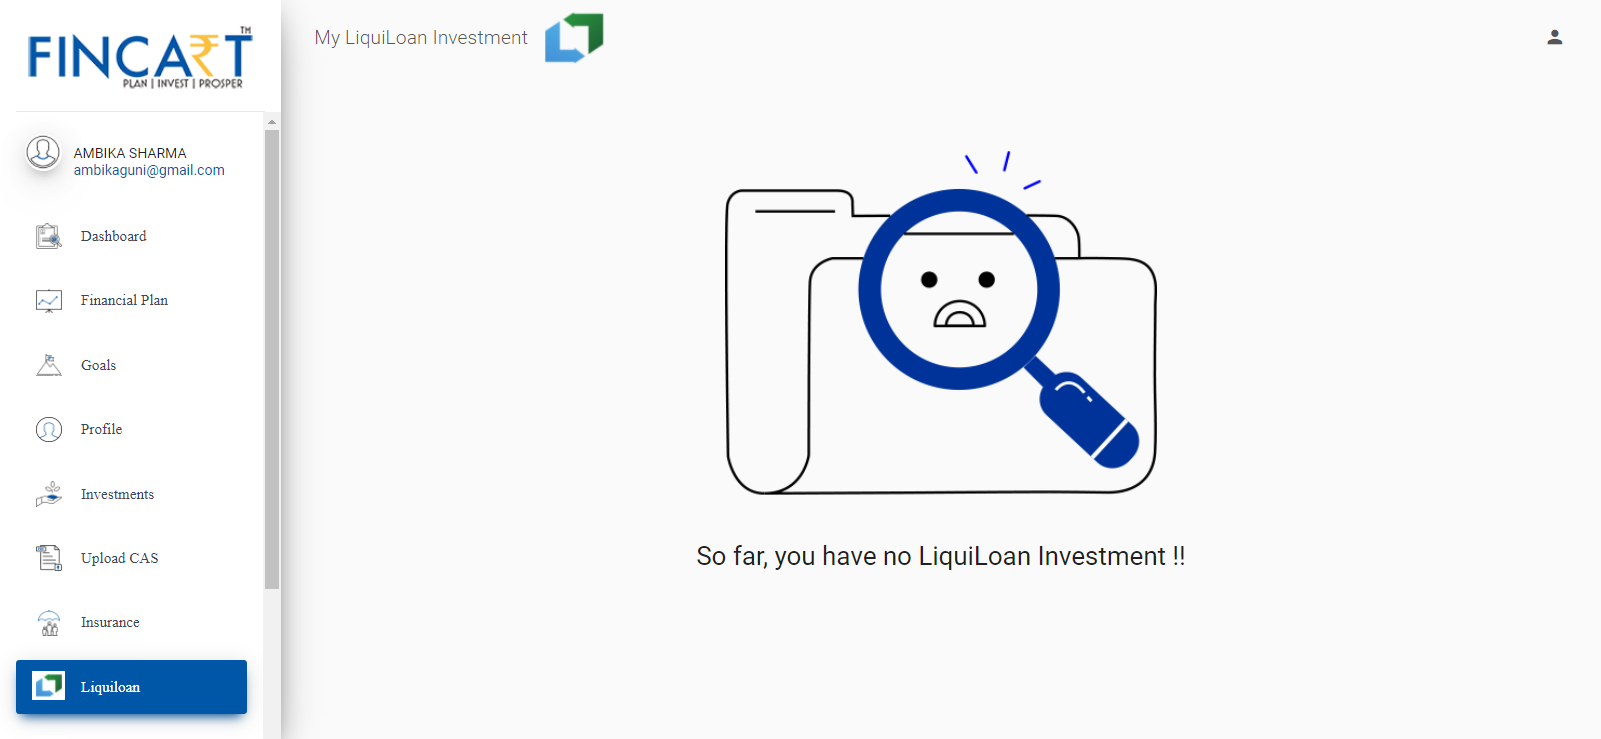 FINCART TM
PLAN | INVEST | PROSPER
My LiquiLoan Investment
AMBIKA SHARMA
ambikaguni@gmail.com
Dashboard
Financial Plan
Goals
Profile
Investments
Upload CAS
Insurance
Liquiloan
So far, you have no LiquiLoan Investment !!